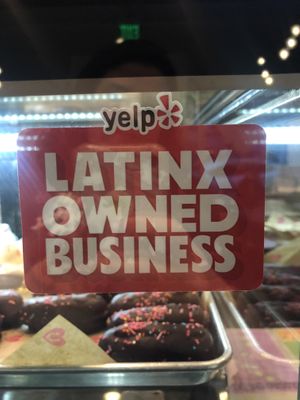 yelp
LATINX
OWNED
BUSINESS